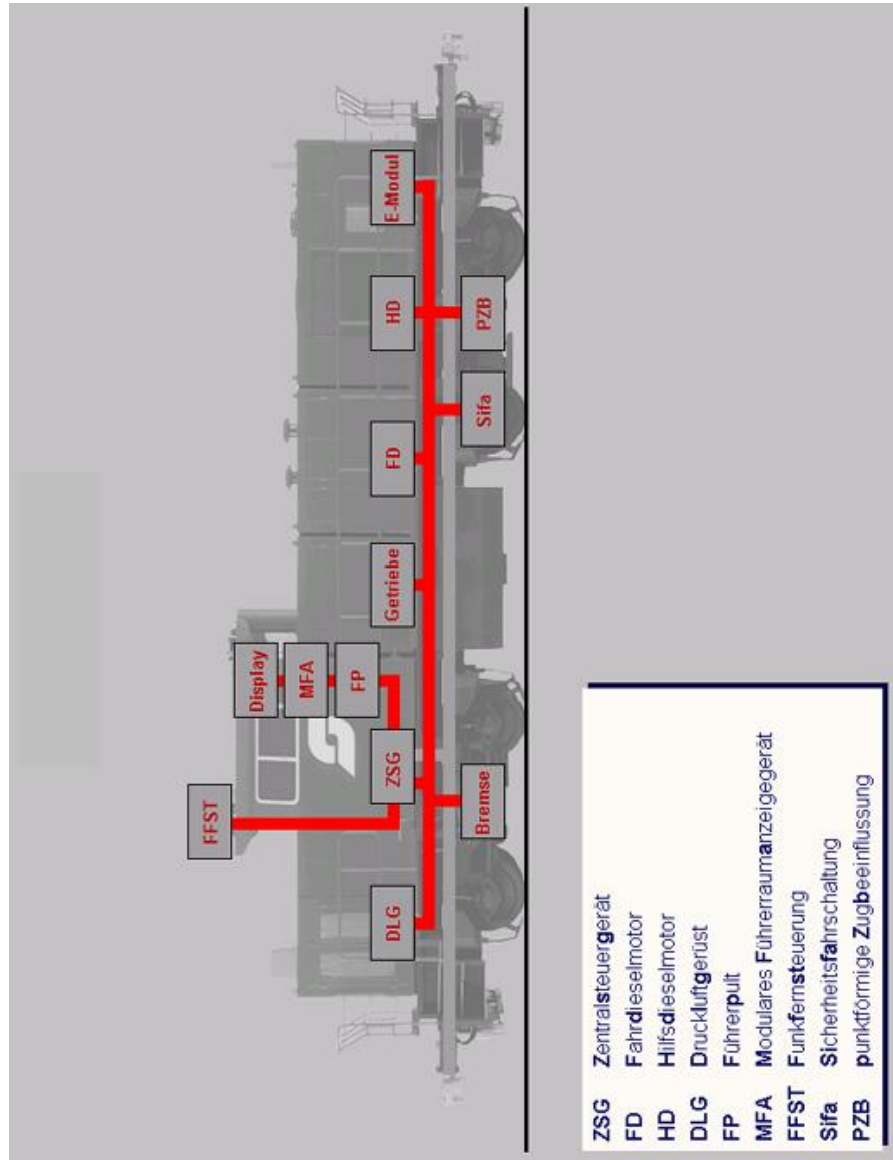 FFST
Display
MFA
FP
ZSG
DLG
Getriebe
FD
HD
E-Modul
Bremse
Sifa
PZB
ZSG Zentralsteuergerät
FD Fahrdieselmotor
HD Hilfsdieselmotor
DLG Druckluftgerüst
FP Führerpult
MFA Modulares Führerraumanzeigegerät
FFST Funkfernsteuerung
Sifa Sicherheitsfahrschaltung
PZB punktförmige Zugbeeinflussung